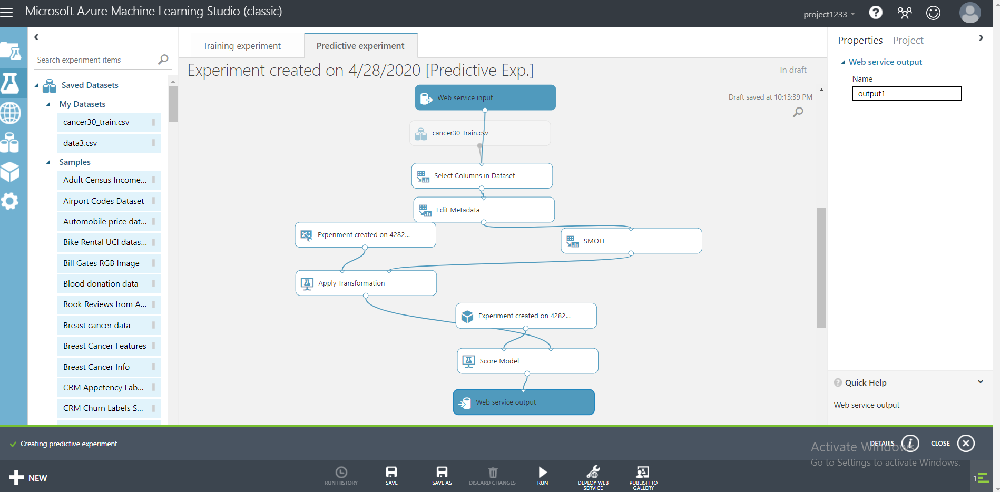 Microsoft Azure Machine Learning Studio (classic)
project1233
Search experiment items
Saved Datasets
My Datasets
cancer30_train.csv
data3.csv
Samples
Adult Census Income...
Airport Codes Dataset
Automobile price dat...
Bike Rental UCI datas...
Bill Gates RGB Image
Blood donation data
Book Reviews from A...
Breast cancer data
Breast Cancer Features
Breast Cancer Info
CRM Appetency Lab...
CRM Churn Labels S...
Training experiment
Predictive experiment
Experiment created on 4/28/2020 [Predictive Exp.]
In draft
Draft saved at 10:13:39 PM
Web service input
cancer30_train.csv
Select Columns in Dataset
Edit Metadata
Experiment created on 4282...
SMOTE
Apply Transformation
Experiment created on 4282...
Score Model
Web service output
Properties Project
Web service output
Name
output1
Quick Help
Web service output
Creating predictive experiment
DETAILS
CLOSE
Activate Windows
Go to Settings to activate Windows.
NEW
RUN HISTORY
SAVE
SAVE AS
DISCARD CHANGES
RUN
DEPLOY WEB
SERVICE
PUBLISH TO
GALLERY
1